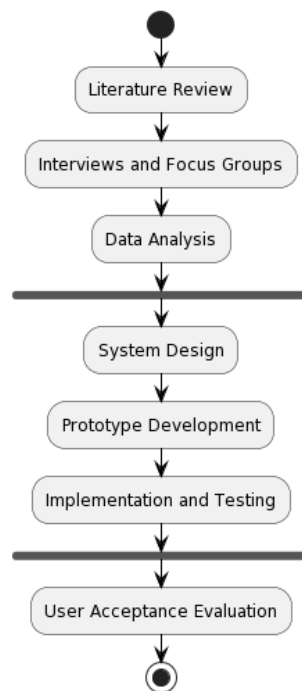 Literature Review
Interviews and Focus Groups
Data Analysis
System Design
Prototype Development
Implementation and Testing
User Acceptance Evaluation